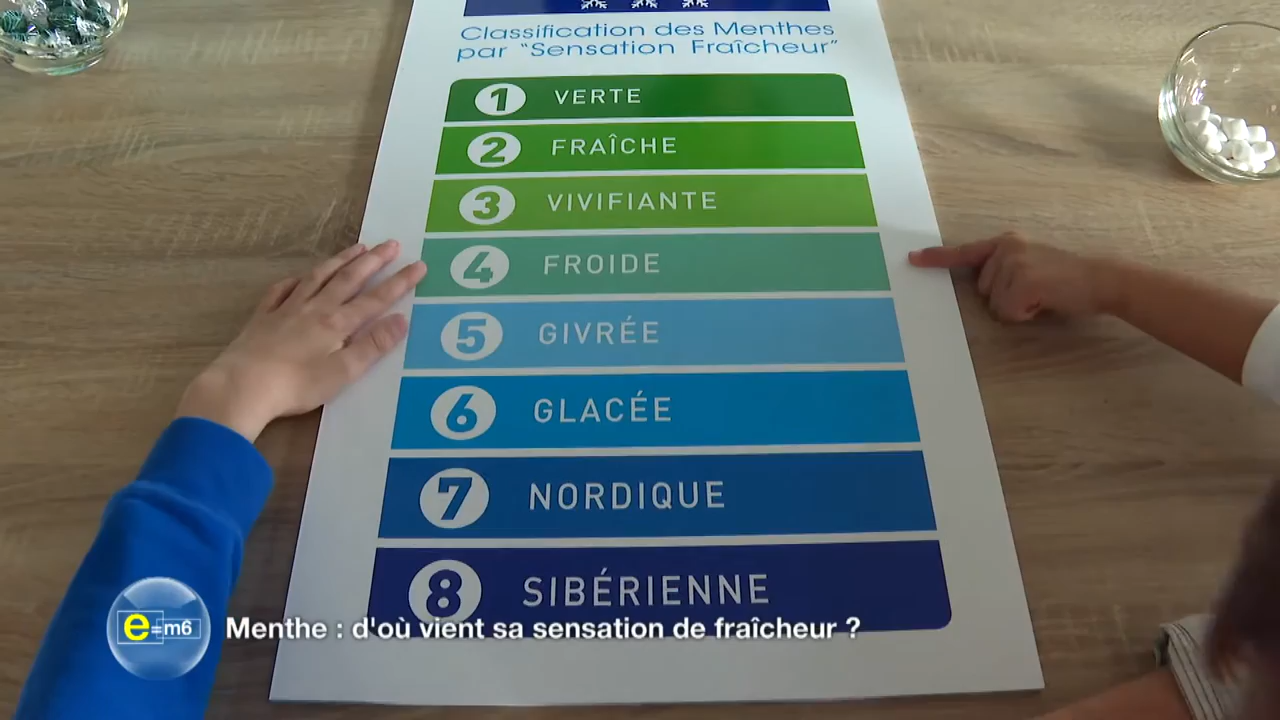 Classification des Menthes
par "Sensation Fraîcheur"
1 VERTE
2 FRAÎCHE
3 VIVIFIANTE
4 FROIDE
5 GIVRÉE
6 GLACÉE
7 NORDIQUE
8 SIBÉRIENNE
e=m6 Menthe : d'où vient sa sensation de fraîcheur ?